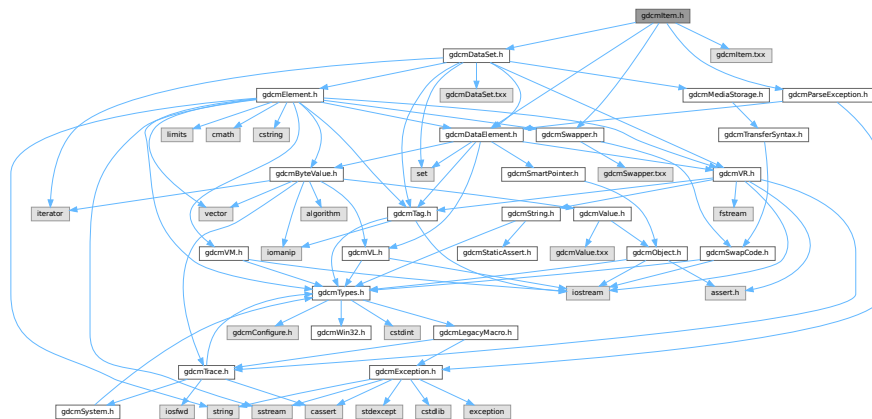 gdcmItem.h
gdcmDataSet.h
gdcmItem.txx
gdcmElement.h
gdcmDataSet.txx
gdcmMediaStorage.h
gdcmParseException.h
limits
cmath
cstring
gdcmDataElement.h
gdcmSwapper.h
gdcmTransferSyntax.h
gdcmByteValue.h
set
gdcmSmartPointer.h
gdcmSwapper.txx
gdcmVR.h
iterator
vector
algorithm
gdcmTag.h
gdcmString.h
gdcmValue.h
fstream
gdcmVM.h
iomanip
gdcmVL.h
gdcmStaticAssert.h
gdcmValue.txx
gdcmObject.h
gdcmSwapCode.h
gdcmTypes.h
iostream
assert.h
gdcmConfigure.h
gdcmWin32.h
cstdint
gdcmLegacyMacro.h
gdcmTrace.h
gdcmException.h
gdcmSystem.h
iosfwd
string
sstream
cassert
stdexcept
cstdlib
exception